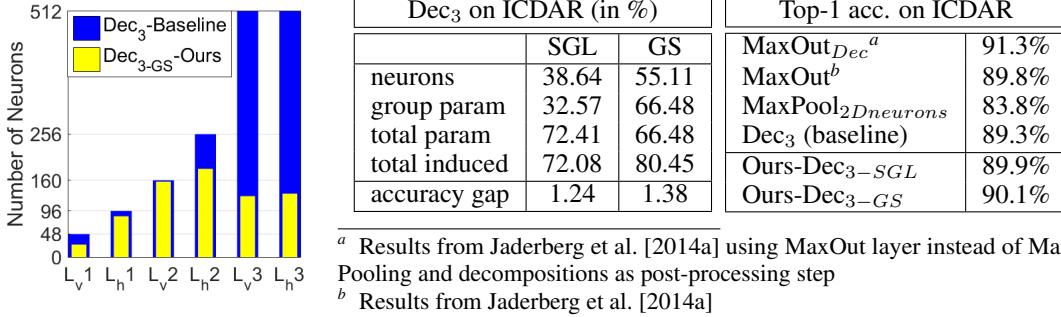 512
256
160
96
48
0
Number of Neurons
Dec3-Baseline
Dec3-GS-Ours
Lv1 Lh1 Lv2 Lh2 Lv3 Lh3
Dec3 on ICDAR (in %)
SGL GS
neurons 38.64 55.11
group param 32.57 66.48
total param 72.41 66.48
total induced 72.08 80.45
accuracy gap 1.24 1.38
Top-1 acc. on ICDAR
MaxOutDec a 91.3%
MaxOut b 89.8%
MaxPool2Dneurons 83.8%
Dec3 (baseline) 89.3%
Ours-Dec3−SGL 89.9%
Ours-Dec3−GS 90.1%
a Results from Jaderberg et al. [2014a] using MaxOut layer instead of Ma
Pooling and decompositions as post-processing step
b Results from Jaderberg et al. [2014a]